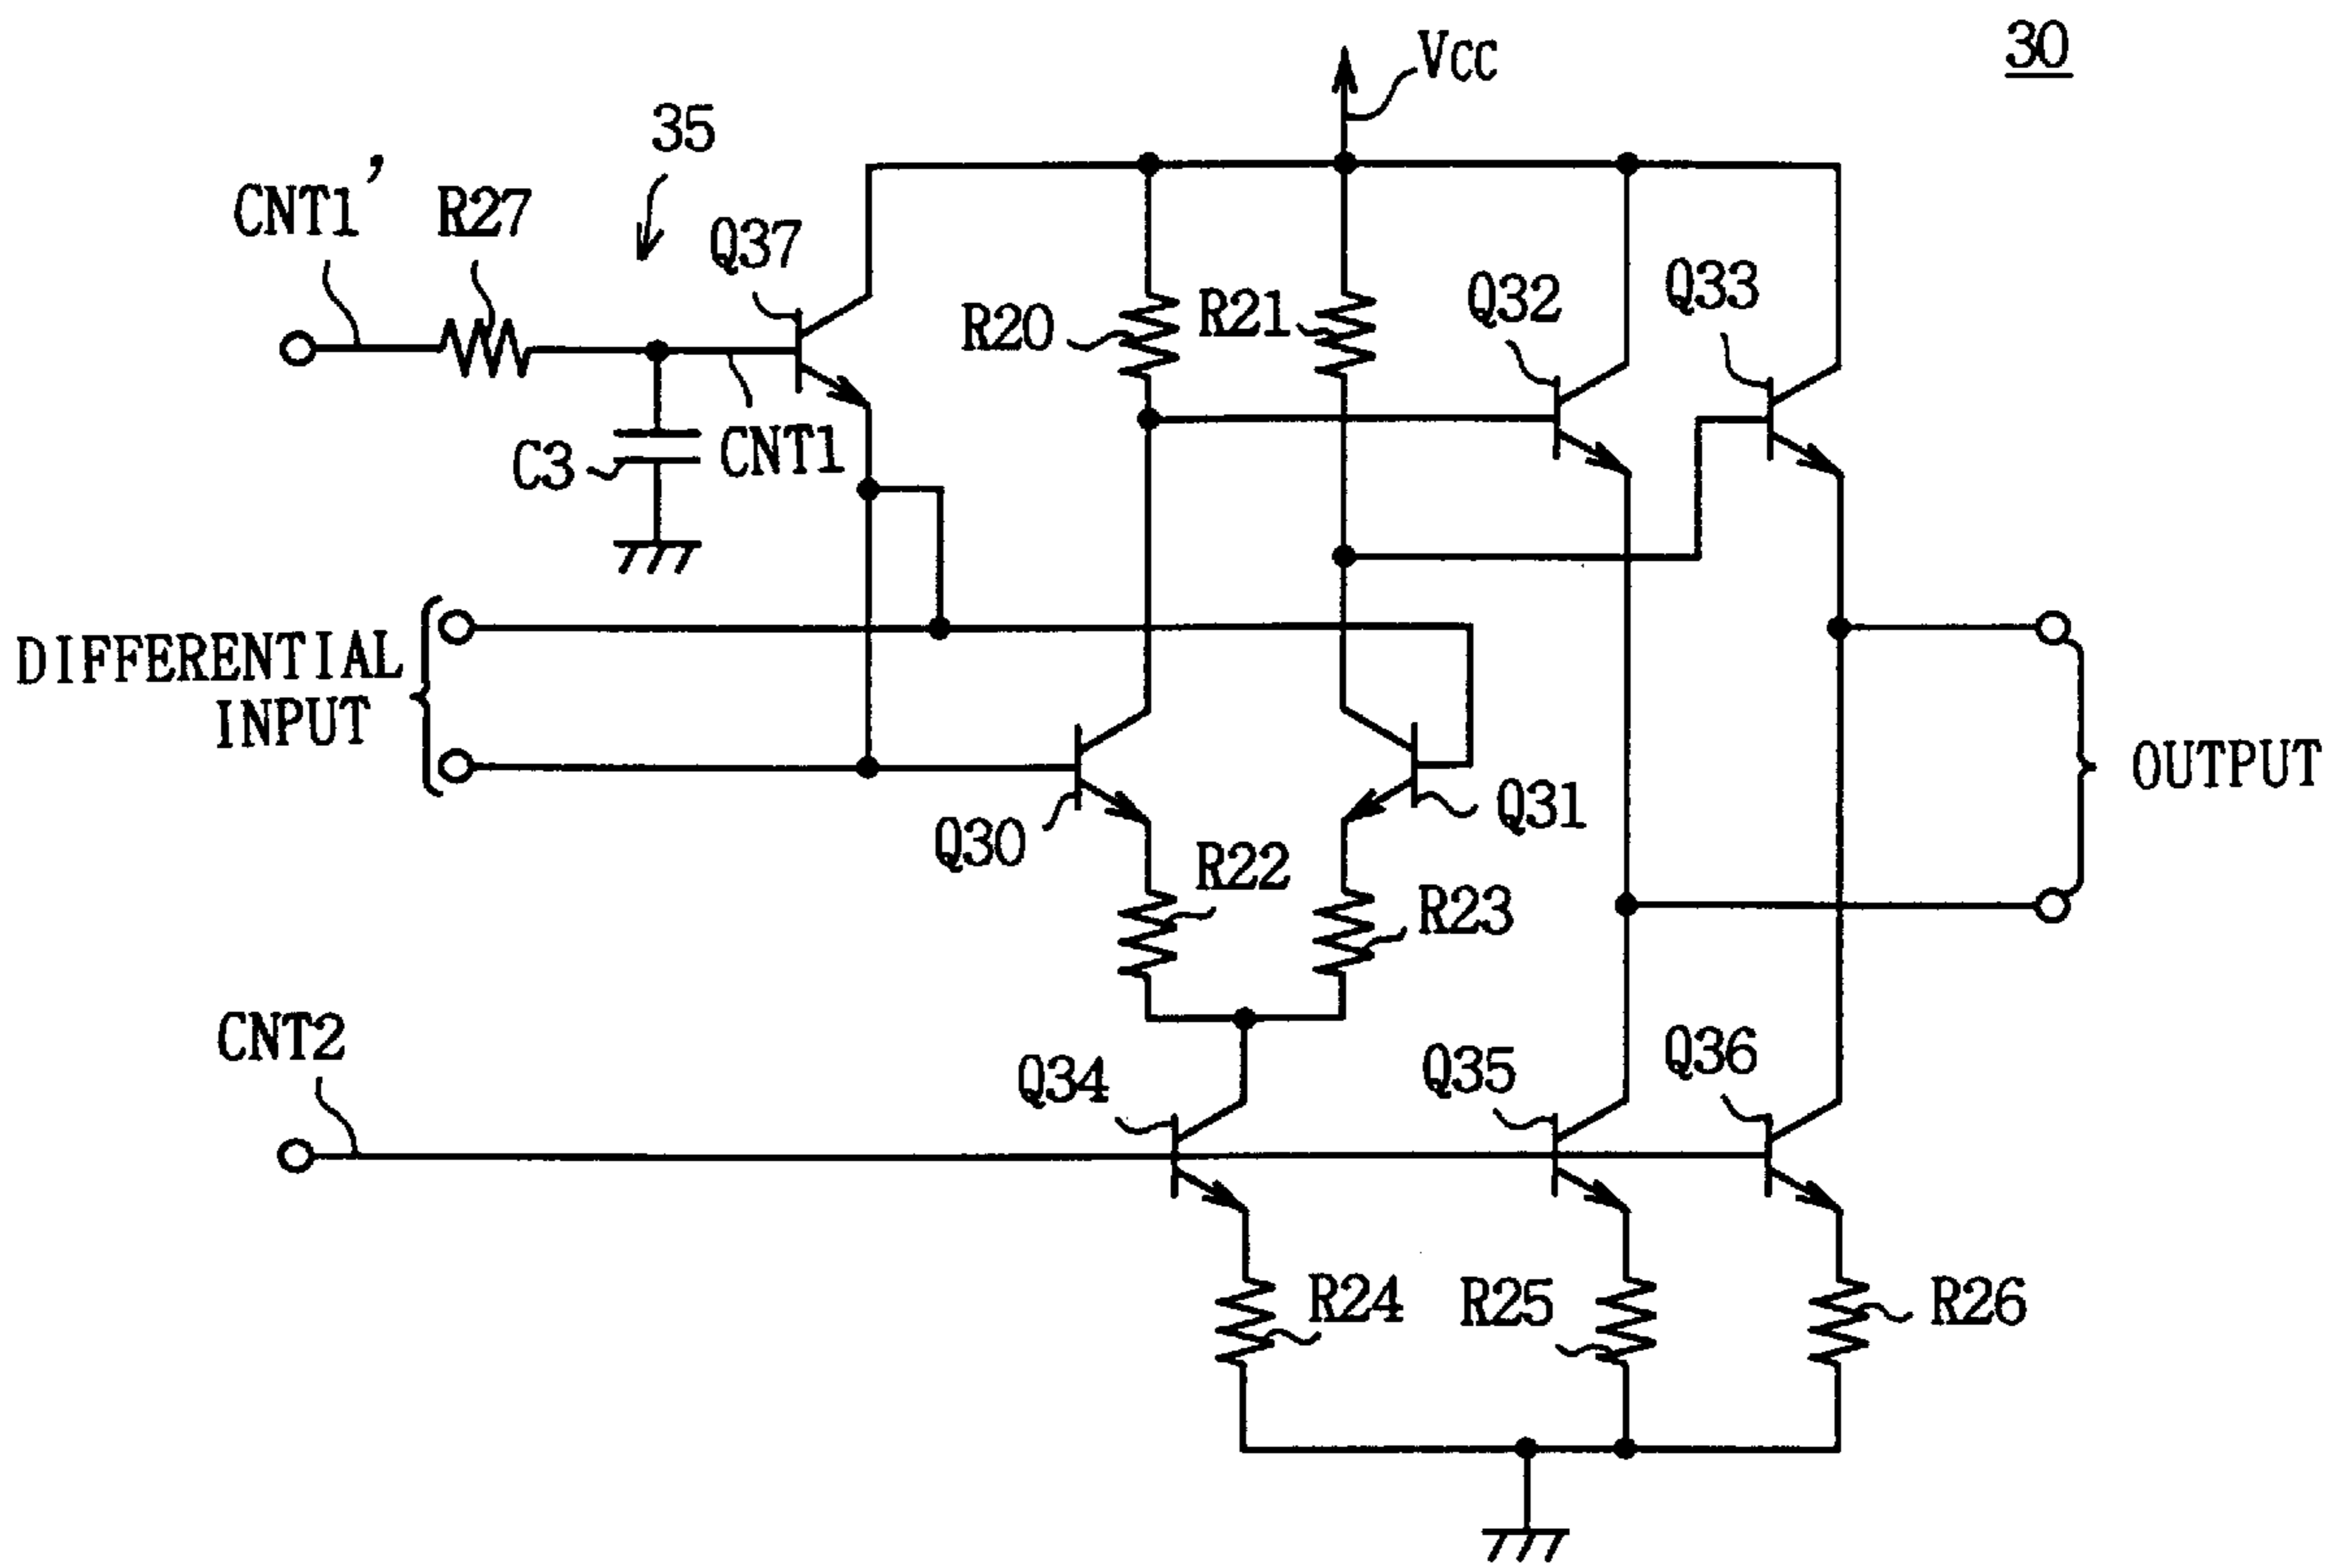 30
VCC
35
CNT1'
R27
Q37
R20
R21
Q32
Q33
C3
CNT1
DIFFERENTIAL
INPUT
Q30
Q31
OUTPUT
R22
R23
CNT2
Q34
Q35
Q36
R24
R25
R26